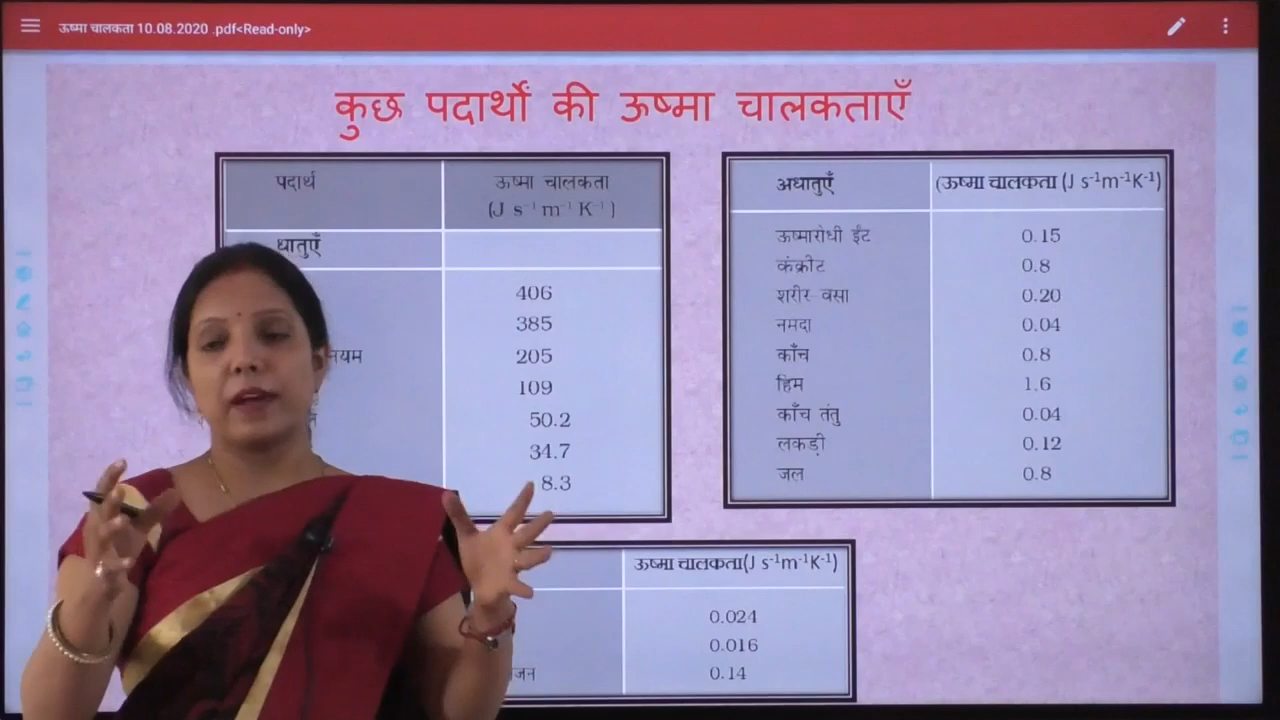 ऊष्मा चालकता 10.08.2020 .pdf<Read-only>
कुछ पदार्थों की ऊष्मा चालकताएँ
पदार्थ ऊष्मा चालकता
(J s⁻¹ m⁻¹ K⁻¹)
धातुएँ
406
385
नियम 205
109
50.2
34.7
8.3
अधातुएँ (ऊष्मा चालकता (J s⁻¹m⁻¹K⁻¹)
ऊष्मारोधी ईंट 0.15
कंक्रीट 0.8
शरीर वसा 0.20
नमदा 0.04
काँच 0.8
हिम 1.6
काँच तंतु 0.04
लकड़ी 0.12
जल 0.8
ऊष्मा चालकता(J s⁻¹m⁻¹K⁻¹)
0.024
0.016
जन 0.14